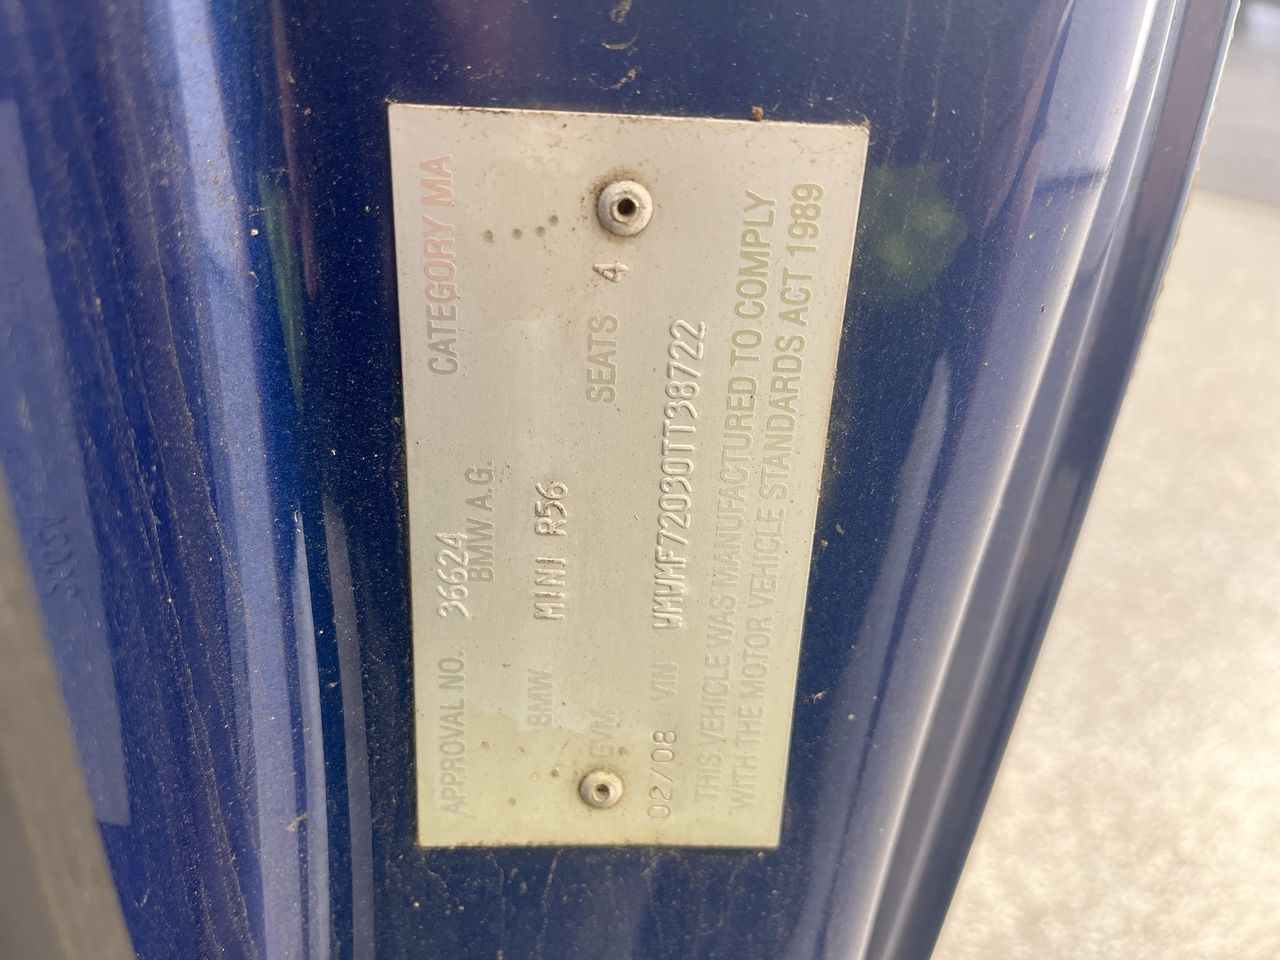 APPROVAL NO. 36624 CATEGORY MA
BMW A.G.
BMW MINI R56
GVM SEATS 4
02/08 VIN WMWMF72030TT38722
THIS VEHICLE WAS MANUFACTURED TO COMPLY
WITH THE MOTOR VEHICLE STANDARDS ACT 1989